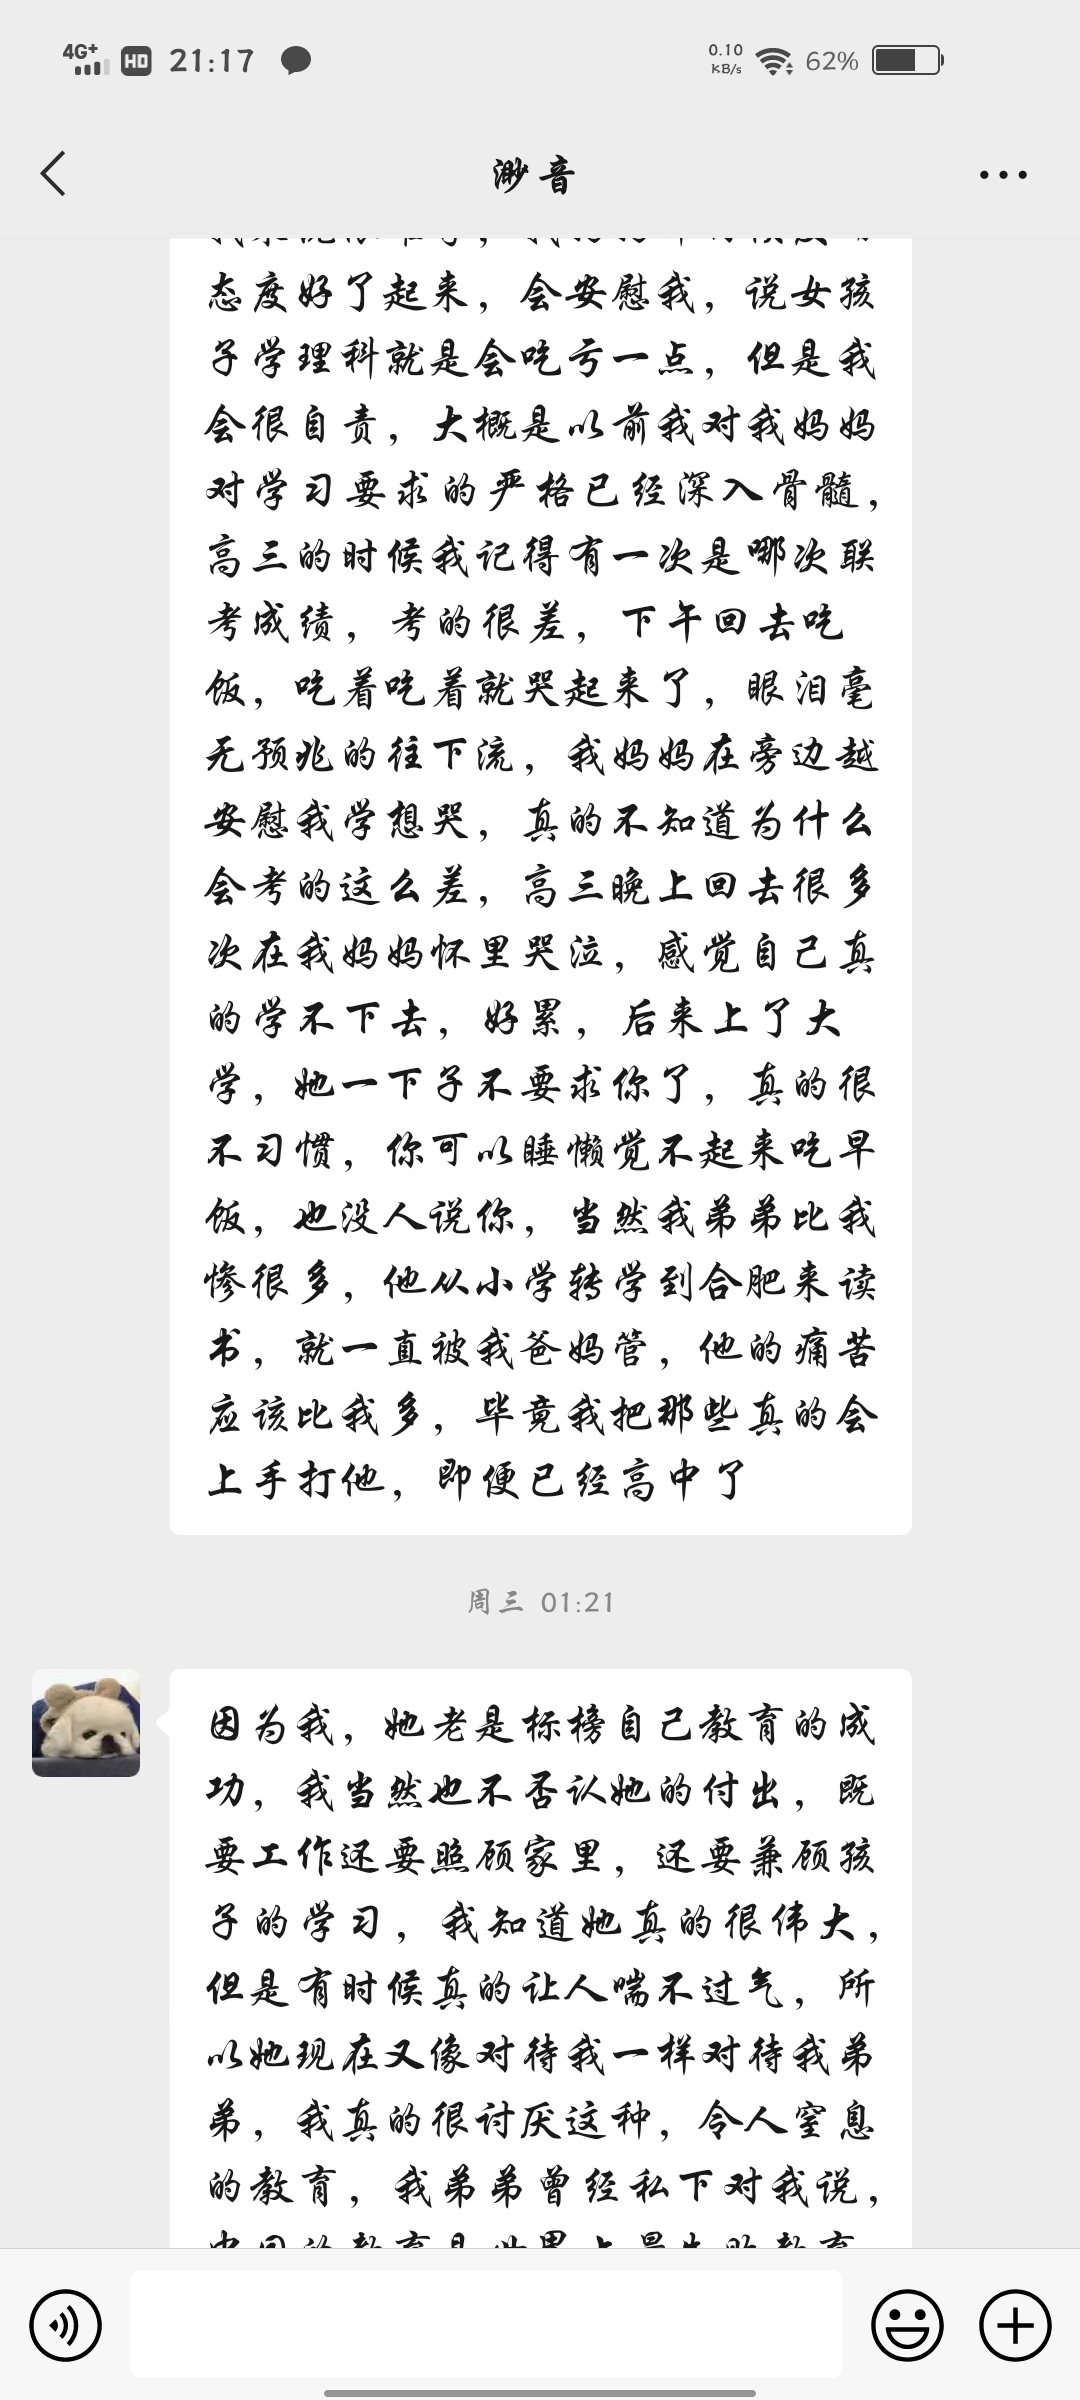 4G+ HD 21:17 0.10 KB/s 62%
渺音
态度好了起来，会安慰我，说女孩
子学理科就是会吃亏一点，但是我
会很自责，大概是以前我对我妈妈
对学习要求的严格已经深入骨髓，
高三的时候我记得有一次是哪次联
考成绩，考的很差，下午回去吃
饭，吃着吃着就哭起来了，眼泪毫
无预兆的往下流，我妈妈在旁边越
安慰我学想哭，真的不知道为什么
会考的这么差，高三晚上回去很多
次在我妈妈怀里哭泣，感觉自己真
的学不下去，好累，后来上了大
学，她一下子不要求你了，真的很
不习惯，你可以睡懒觉不起来吃早
饭，也没人说你，当然我弟弟比我
惨很多，他从小学转学到合肥来读
书，就一直被我爸妈管，他的痛苦
应该比我多，毕竟我把那些真的会
上手打他，即便已经高中了
周三 01:21
因为我，她老是标榜自己教育的成
功，我当然也不否认她的付出，既
要工作还要照顾家里，还要兼顾孩
子的学习，我知道她真的很伟大，
但是有时候真的让人喘不过气，所
以她现在又像对待我一样对待我弟
弟，我真的很讨厌这种，令人窒息
的教育，我弟弟曾经私下对我说，